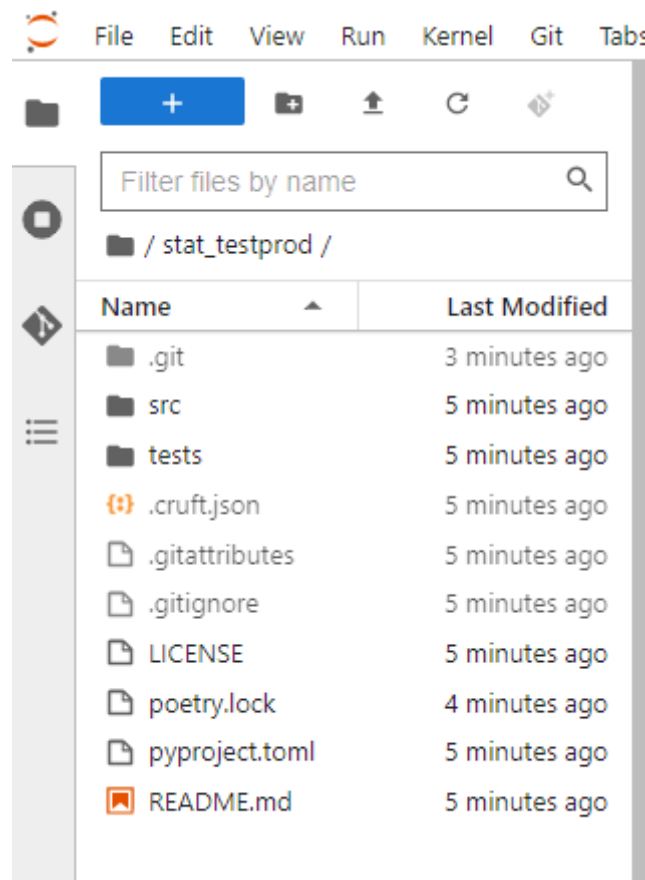 File Edit View Run Kernel Git Tabs
Filter files by name
/ stat_testprod /
Name Last Modified
.git 3 minutes ago
src 5 minutes ago
tests 5 minutes ago
.cruft.json 5 minutes ago
.gitattributes 5 minutes ago
.gitignore 5 minutes ago
LICENSE 5 minutes ago
poetry.lock 4 minutes ago
pyproject.toml 5 minutes ago
README.md 5 minutes ago